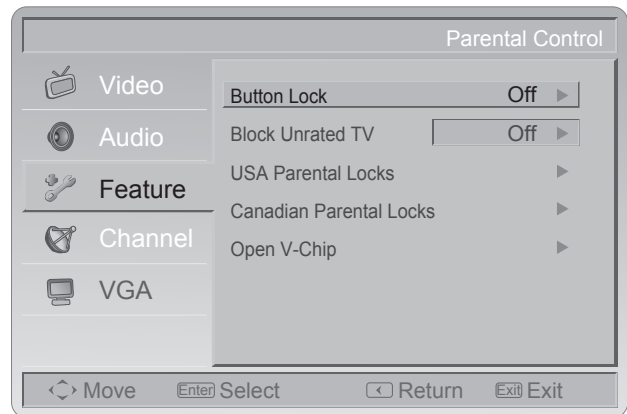 Parental Control
Video
Audio
Feature
Channel
VGA
Button Lock Off
Block Unrated TV Off
USA Parental Locks
Canadian Parental Locks
Open V-Chip
Move Enter Select Return Exit Exit